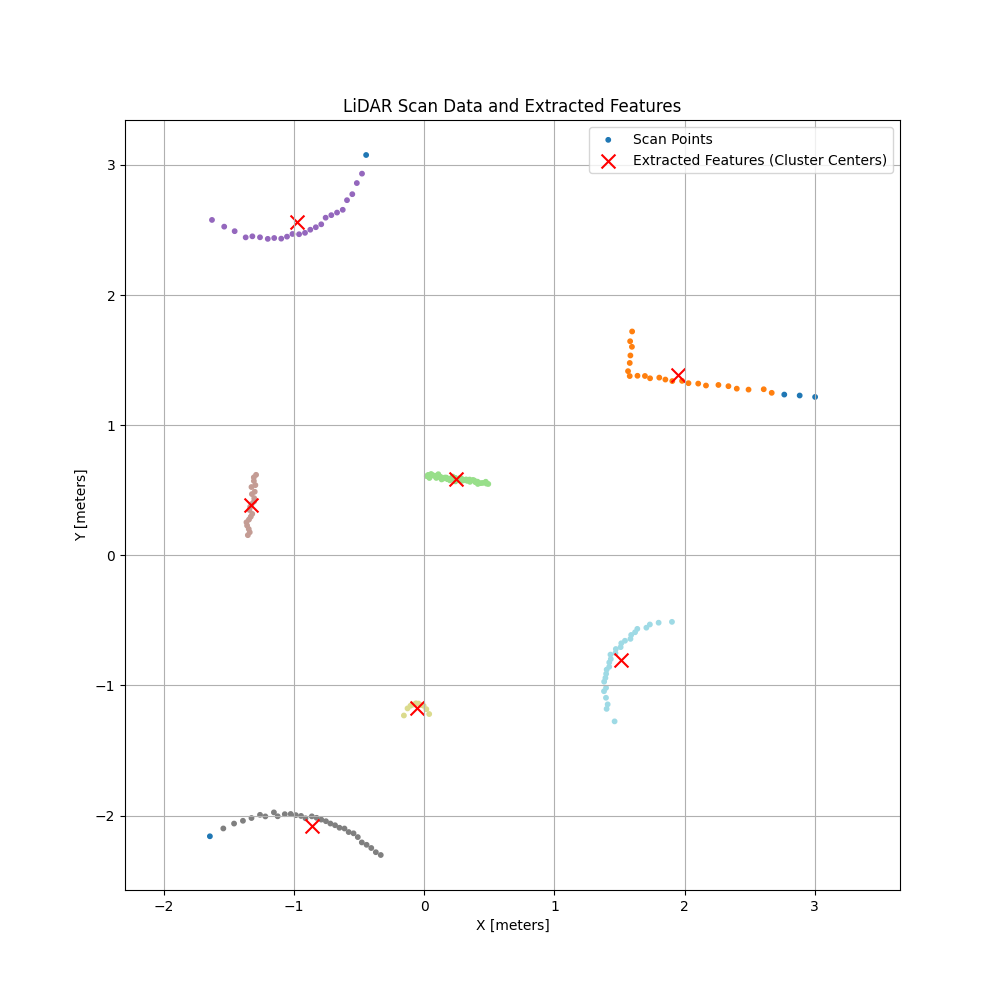 LiDAR Scan Data and Extracted Features
Scan Points
Extracted Features (Cluster Centers)
3
2
1
0
−1
−2
Y [meters]
−2 −1 0 1 2 3
X [meters]